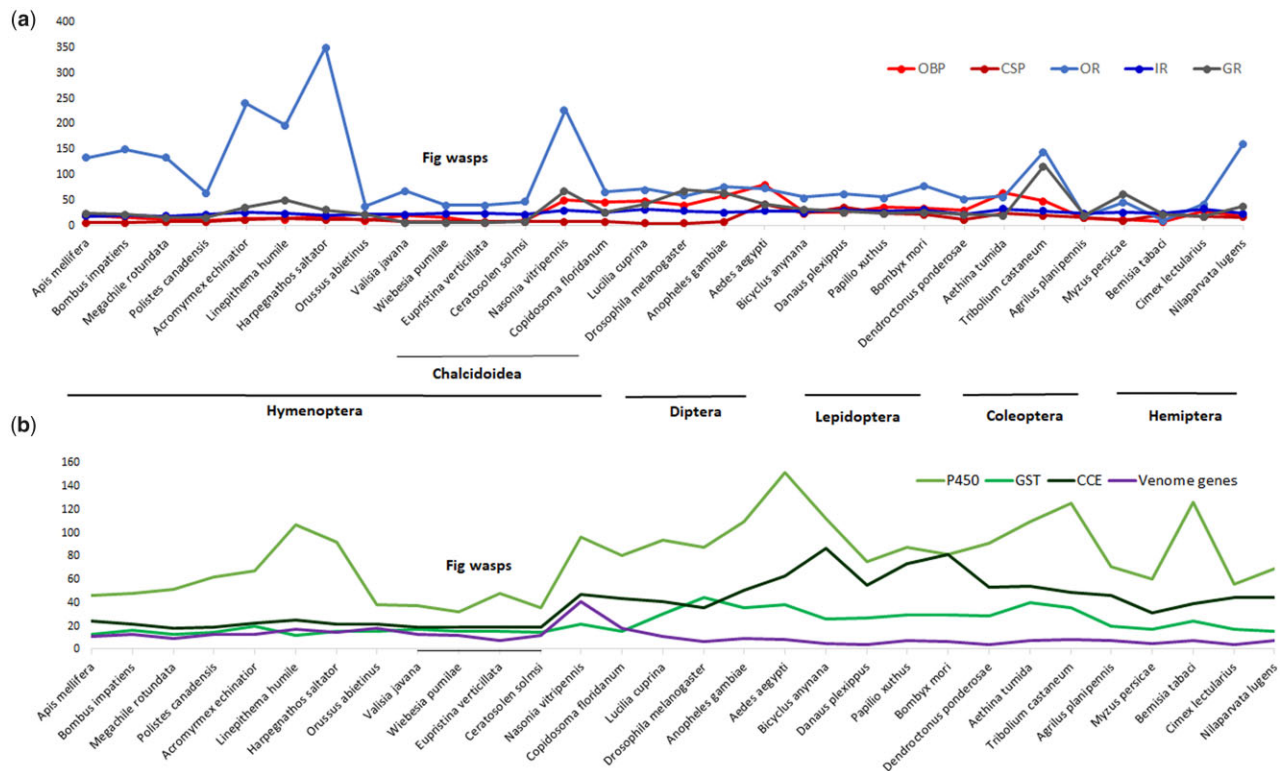 (a)
400
350
300
250
200
150
100
50
0
OBP CSP OR IR GR
Fig wasps
Apis mellifera
Bombus impatiens
Megachile rotundata
Polistes canadensis
Acromyrmex echinatior
Linepithema humile
Harpegnathos saltator
Orussus abietinus
Valisia javana
Wiebesia pumilae
Eupristina verticillata
Ceratosolen solmsi
Nasonia vitripennis
Copidosoma floridanum
Lucilia cuprina
Drosophila melanogaster
Anopheles gambiae
Aedes aegypti
Bicyclus anynana
Danaus plexippus
Papilio xuthus
Bombyx mori
Dendroctonus ponderosae
Aethina tumida
Tribolium castaneum
Agrilus planipennis
Myzus persicae
Bemisia tabaci
Cimex lectularius
Nilaparvata lugens
Chalcidoidea
Hymenoptera Diptera Lepidoptera Coleoptera Hemiptera
(b)
160
140
120
100
80
60
40
20
0
P450 GST CCE Venome genes
Fig wasps
Apis mellifera
Bombus impatiens
Megachile rotundata
Polistes canadensis
Acromyrmex echinatior
Linepithema humile
Harpegnathos saltator
Orussus abietinus
Valisia javana
Wiebesia pumilae
Eupristina verticillata
Ceratosolen solmsi
Nasonia vitripennis
Copidosoma floridanum
Lucilia cuprina
Drosophila melanogaster
Anopheles gambiae
Aedes aegypti
Bicyclus anynana
Danaus plexippus
Papilio xuthus
Bombyx mori
Dendroctonus ponderosae
Aethina tumida
Tribolium castaneum
Agrilus planipennis
Myzus persicae
Bemisia tabaci
Cimex lectularius
Nilaparvata lugens